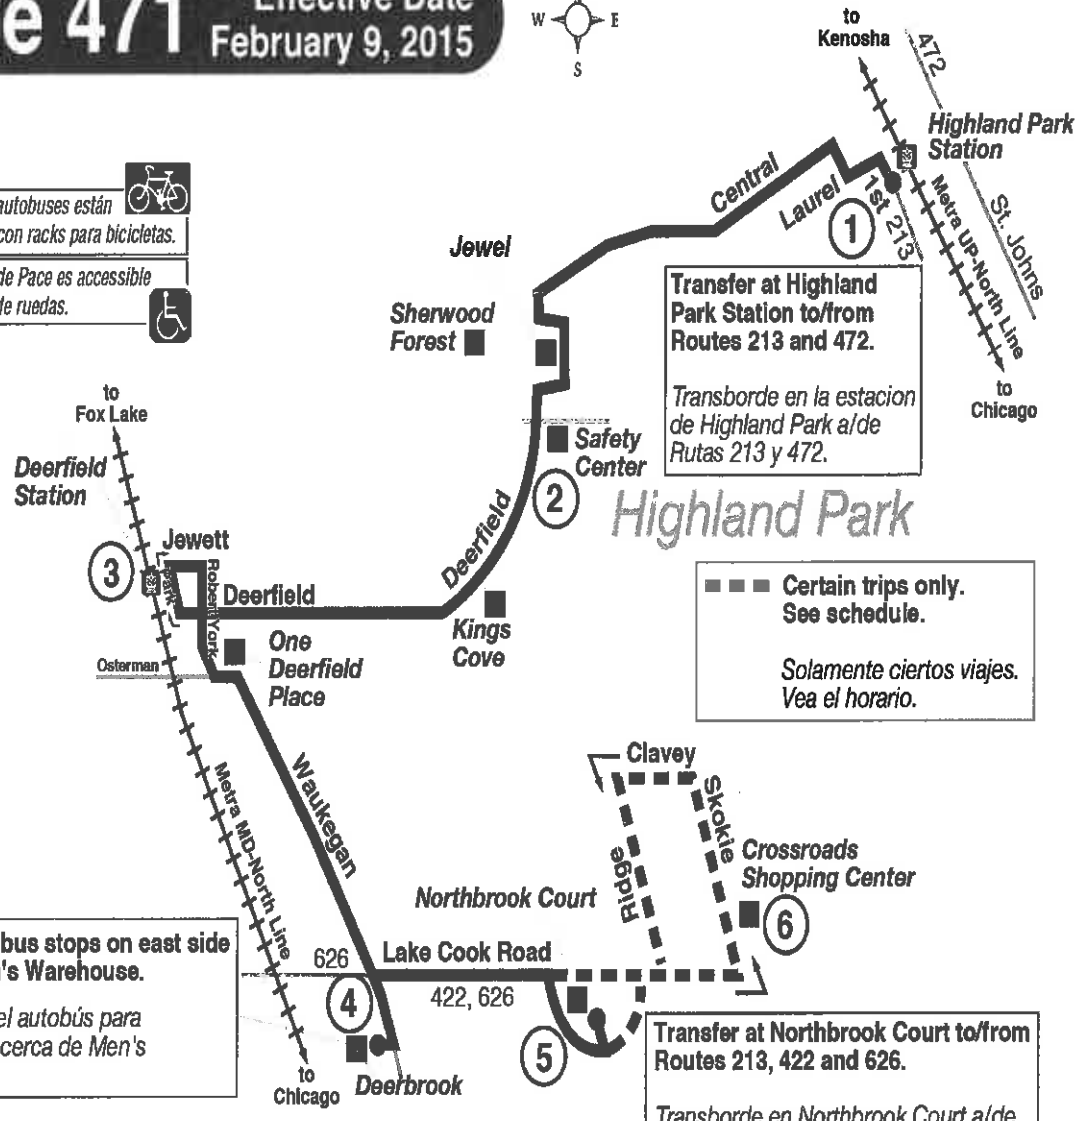 e 471
Effective Date
February 9, 2015
W
E
S
to
Kenosha
472
Highland Park
Station
autobuses están
con racks para bicicletas.
de Pace es accessible
de ruedas.
Central
Laurel
1st
213
1
Metra UP-North Line
St. Johns
to
Chicago
Jewel
Sherwood
Forest
Transfer at Highland
Park Station to/from
Routes 213 and 472.
Transborde en la estacion
de Highland Park a/de
Rutas 213 y 472.
to
Fox Lake
Deerfield
Station
Safety
Center
2
Highland Park
Deerfield
3
Jewett
Park
Robert York
Deerfield
Kings
Cove
One
Deerfield
Place
Osterman
Certain trips only.
See schedule.
Solamente ciertos viajes.
Vea el horario.
Waukegan
Metra MD-North Line
Clavey
Skokie
Ridge
Crossroads
Shopping Center
6
Northbrook Court
bus stops on east side
's Warehouse.
el autobús para
cerca de Men's
626
Lake Cook Road
422, 626
4
5
to
Chicago
Deerbrook
Transfer at Northbrook Court to/from
Routes 213, 422 and 626.
Transborde en Northbrook Court a/de